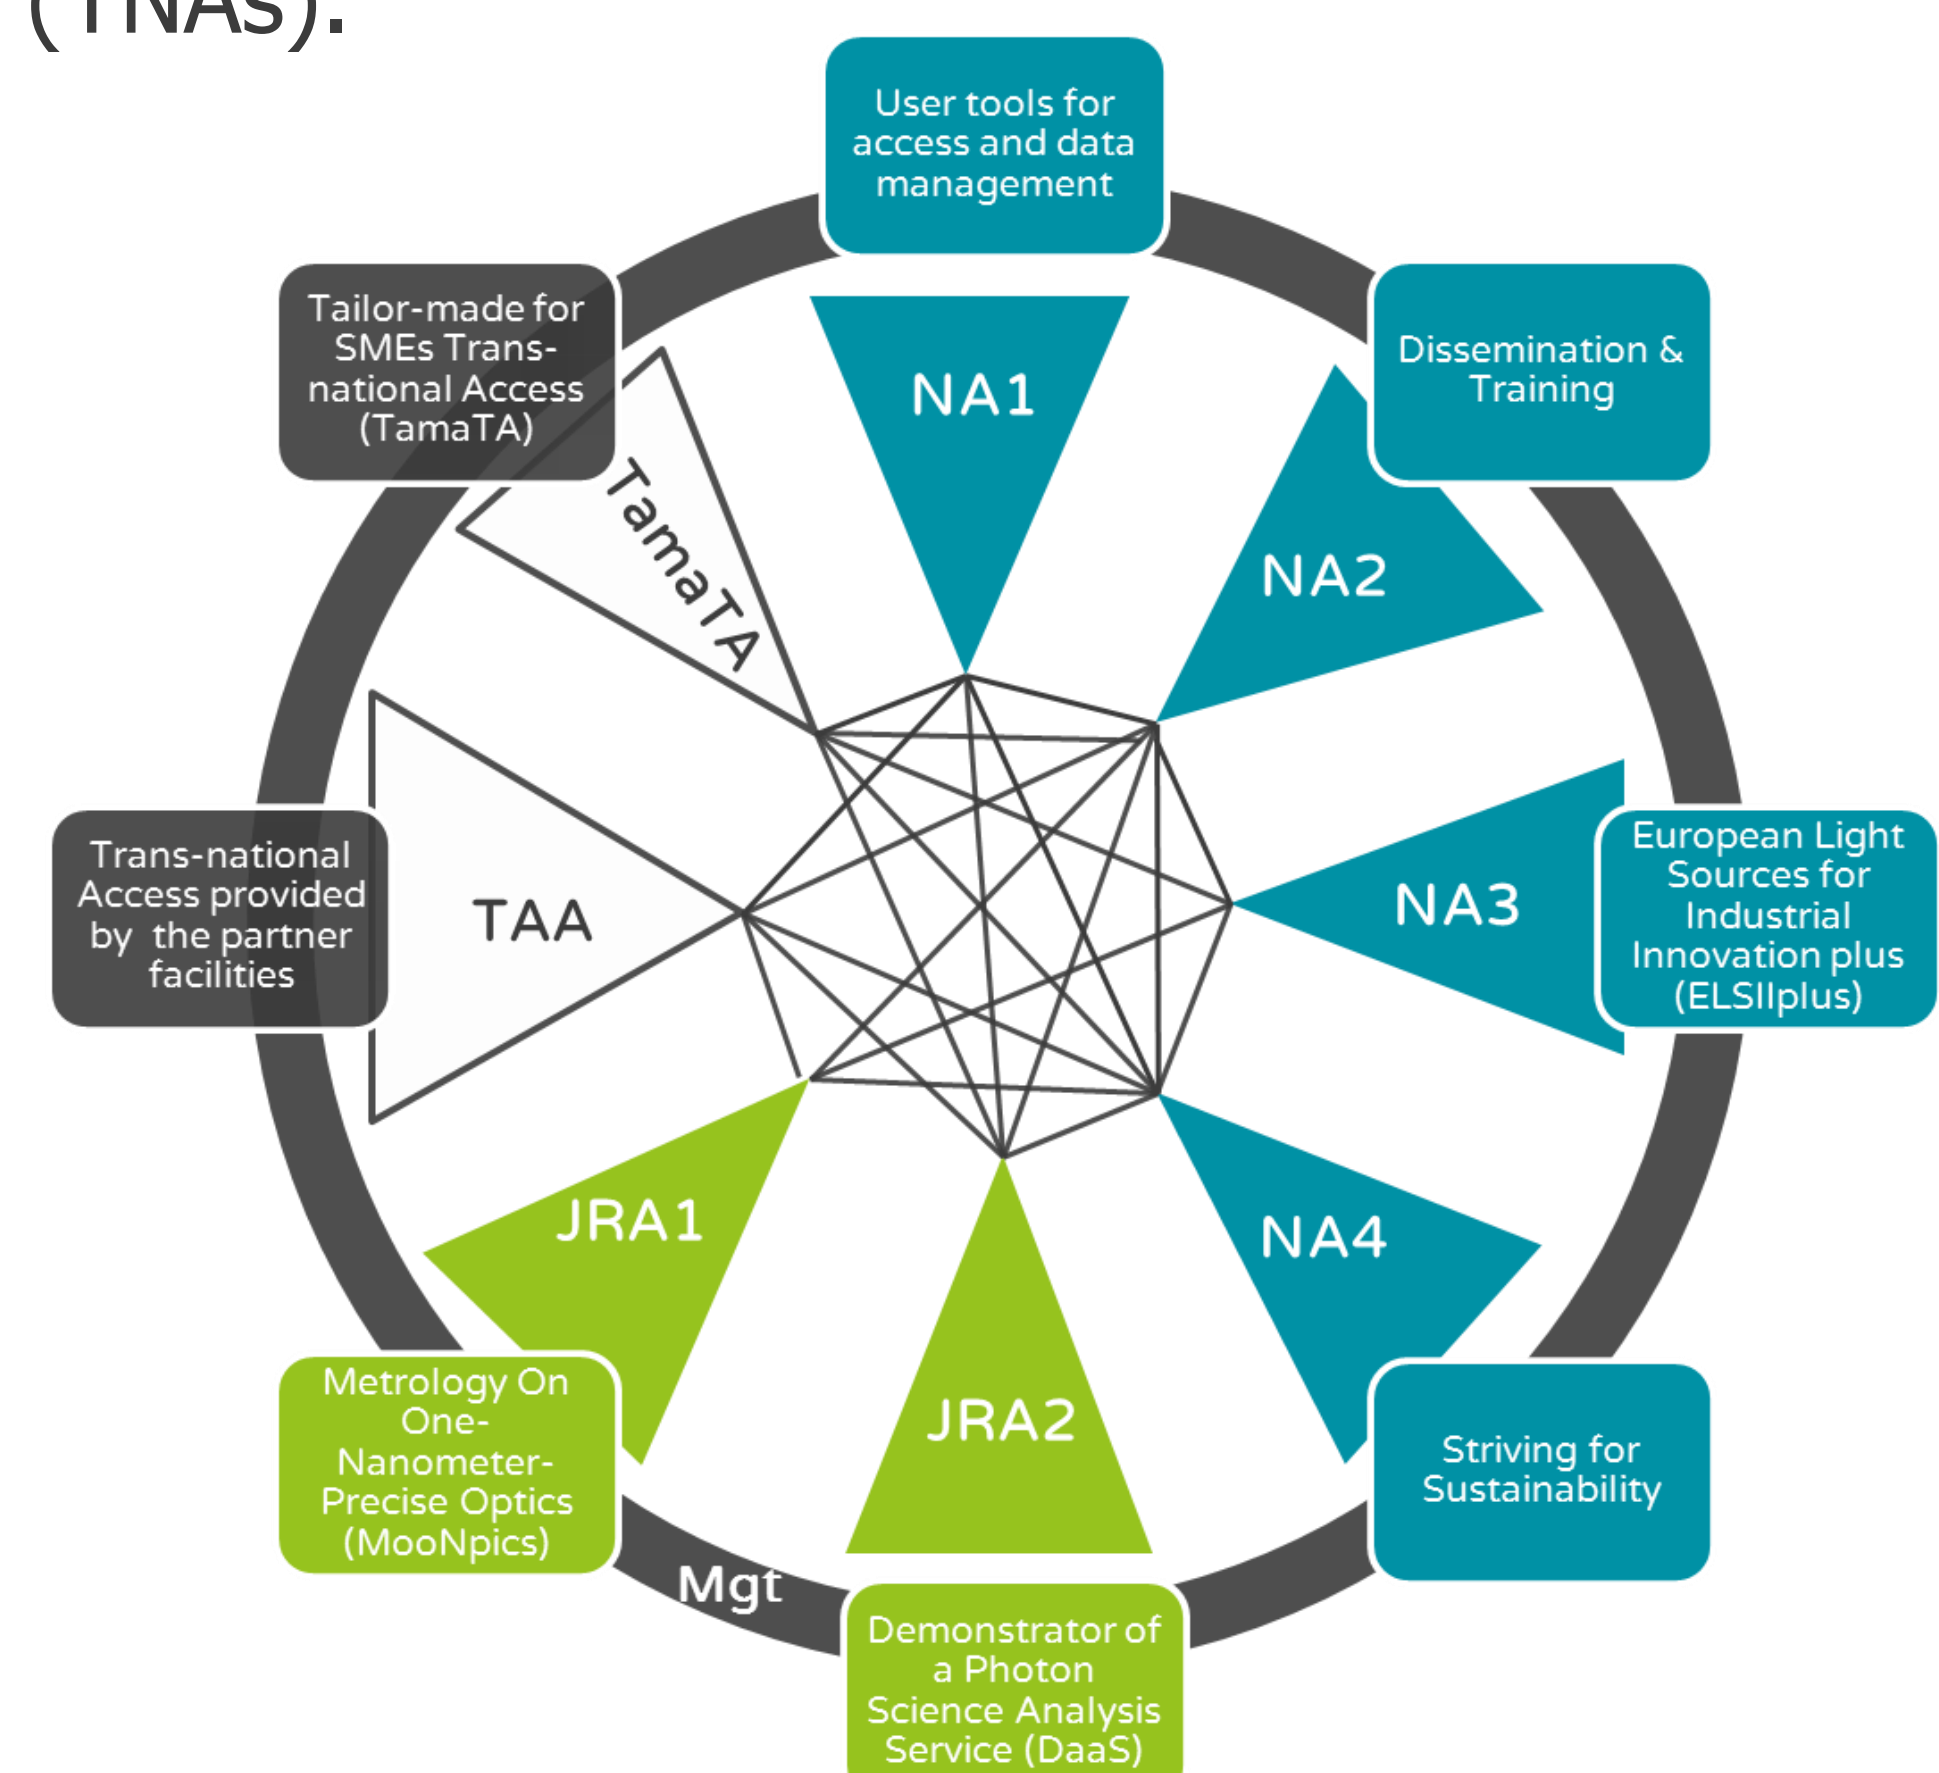 (TNAs).
User tools for
access and data
management
Tailor-made for
SMEs Trans-
national Access
(TamaTA)
Dissemination &
Training
NA1
TamaTA
NA2
Trans-national
Access provided
by the partner
facilities
TAA
NA3
European Light
Sources for
Industrial
Innovation plus
(ELSIIplus)
JRA1
NA4
JRA2
Metrology On
One-
Nanometer-
Precise Optics
(MooNpics)
Striving for
Sustainability
Mgt
Demonstrator of
a Photon
Science Analysis
Service (DaaS)